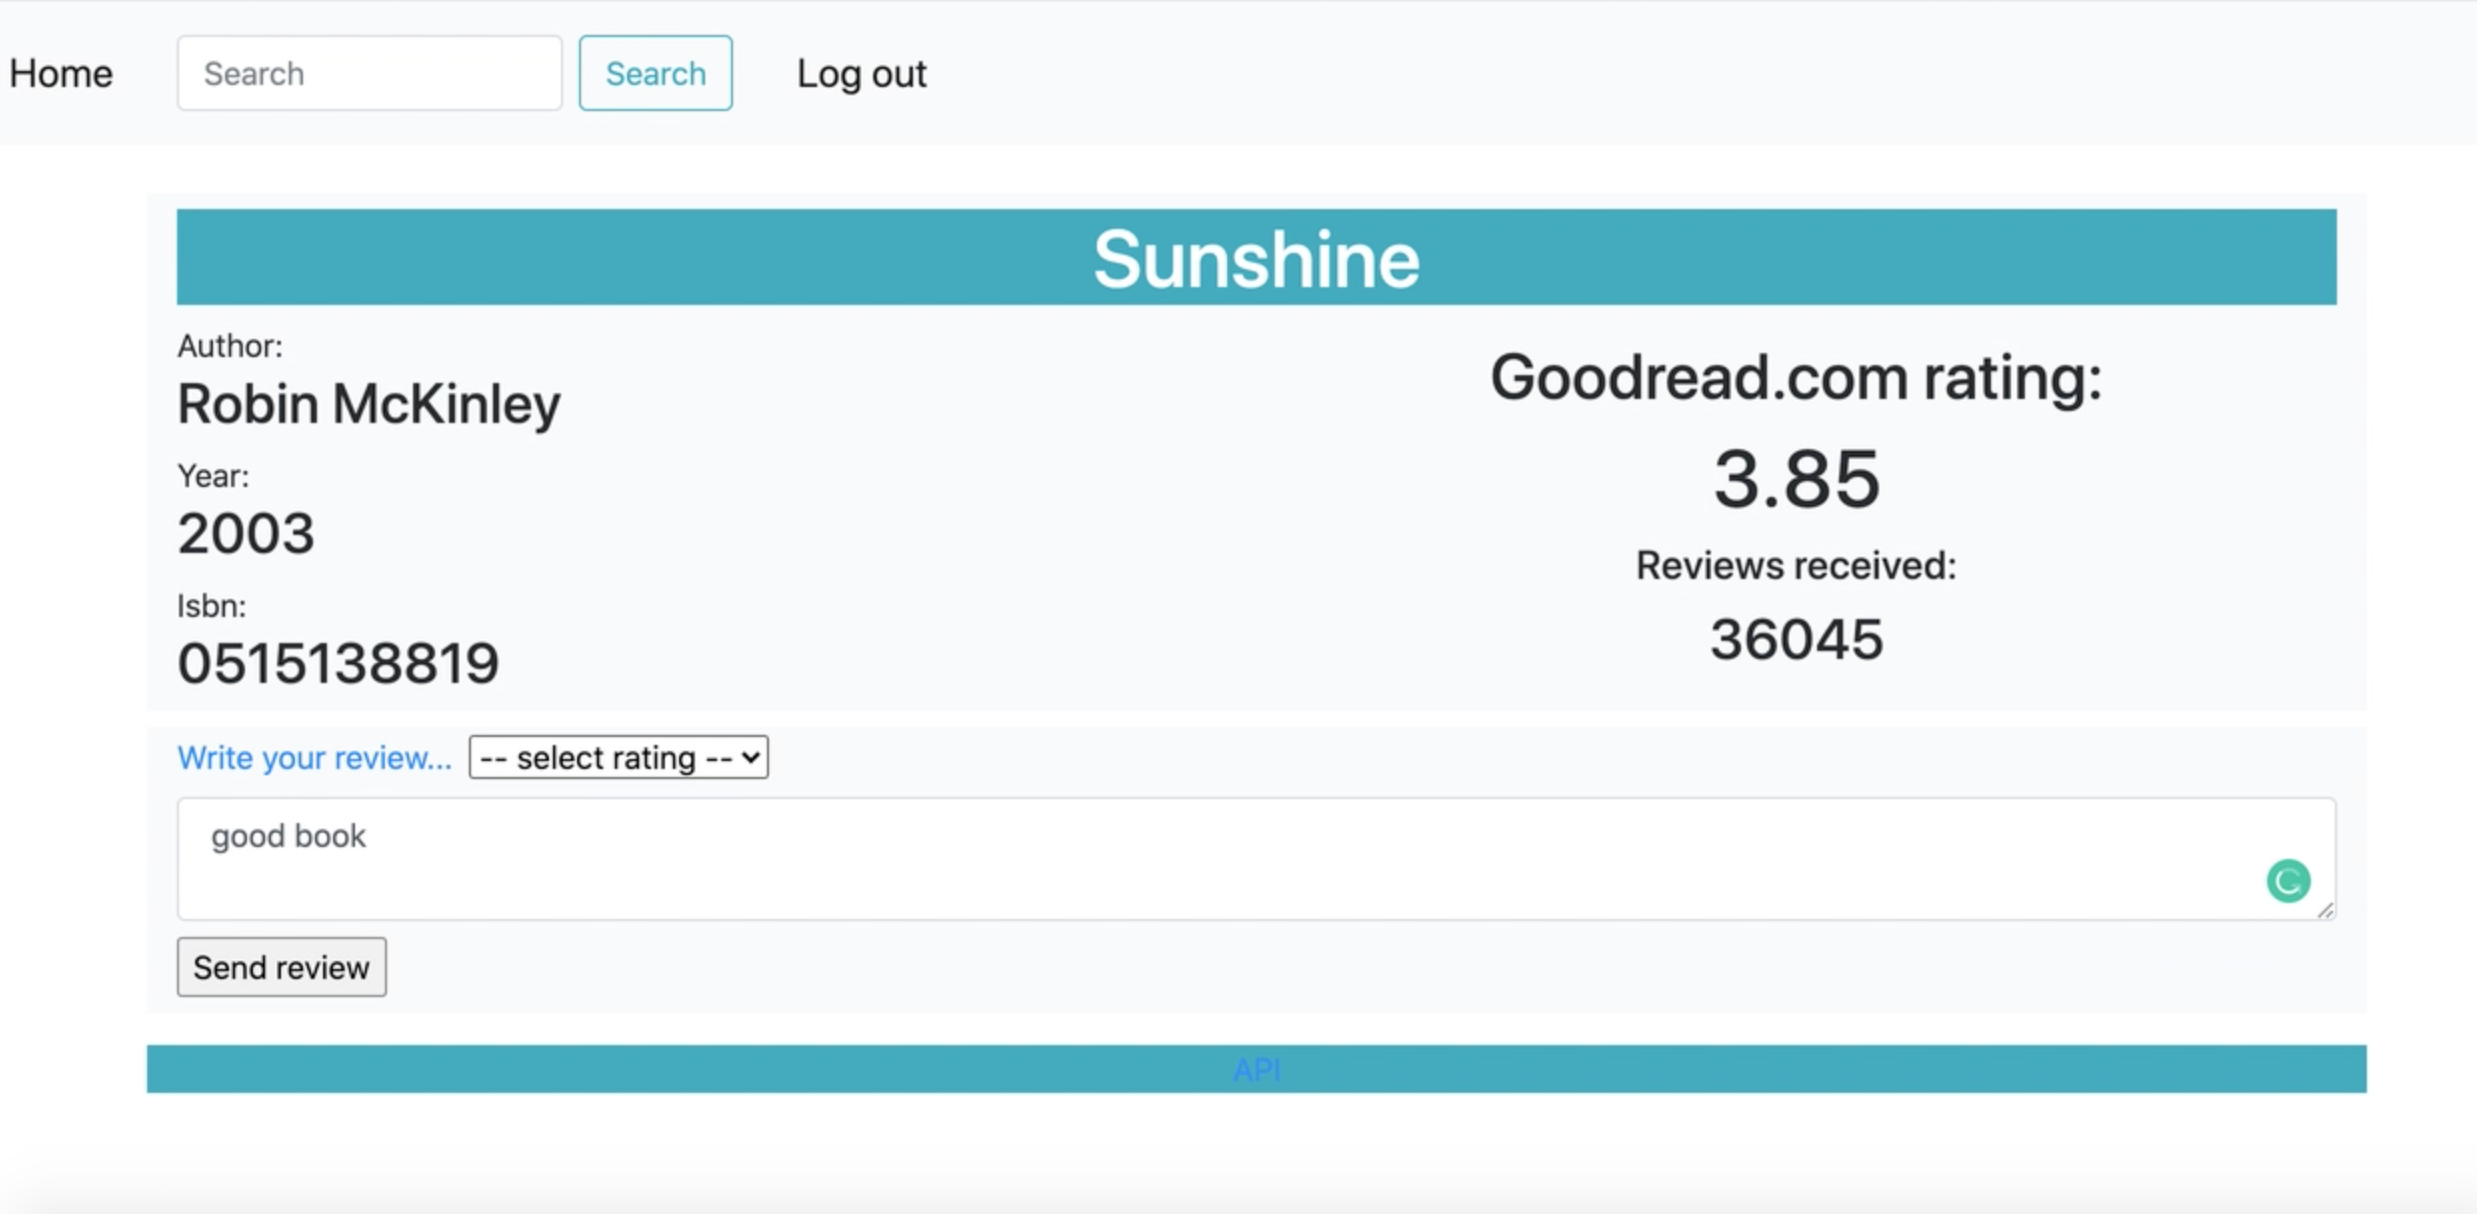 Home Search Search Log out
Sunshine
Author:
Robin McKinley
Year:
2003
Isbn:
0515138819
Goodread.com rating:
3.85
Reviews received:
36045
Write your review... -- select rating --
good book
Send review
API